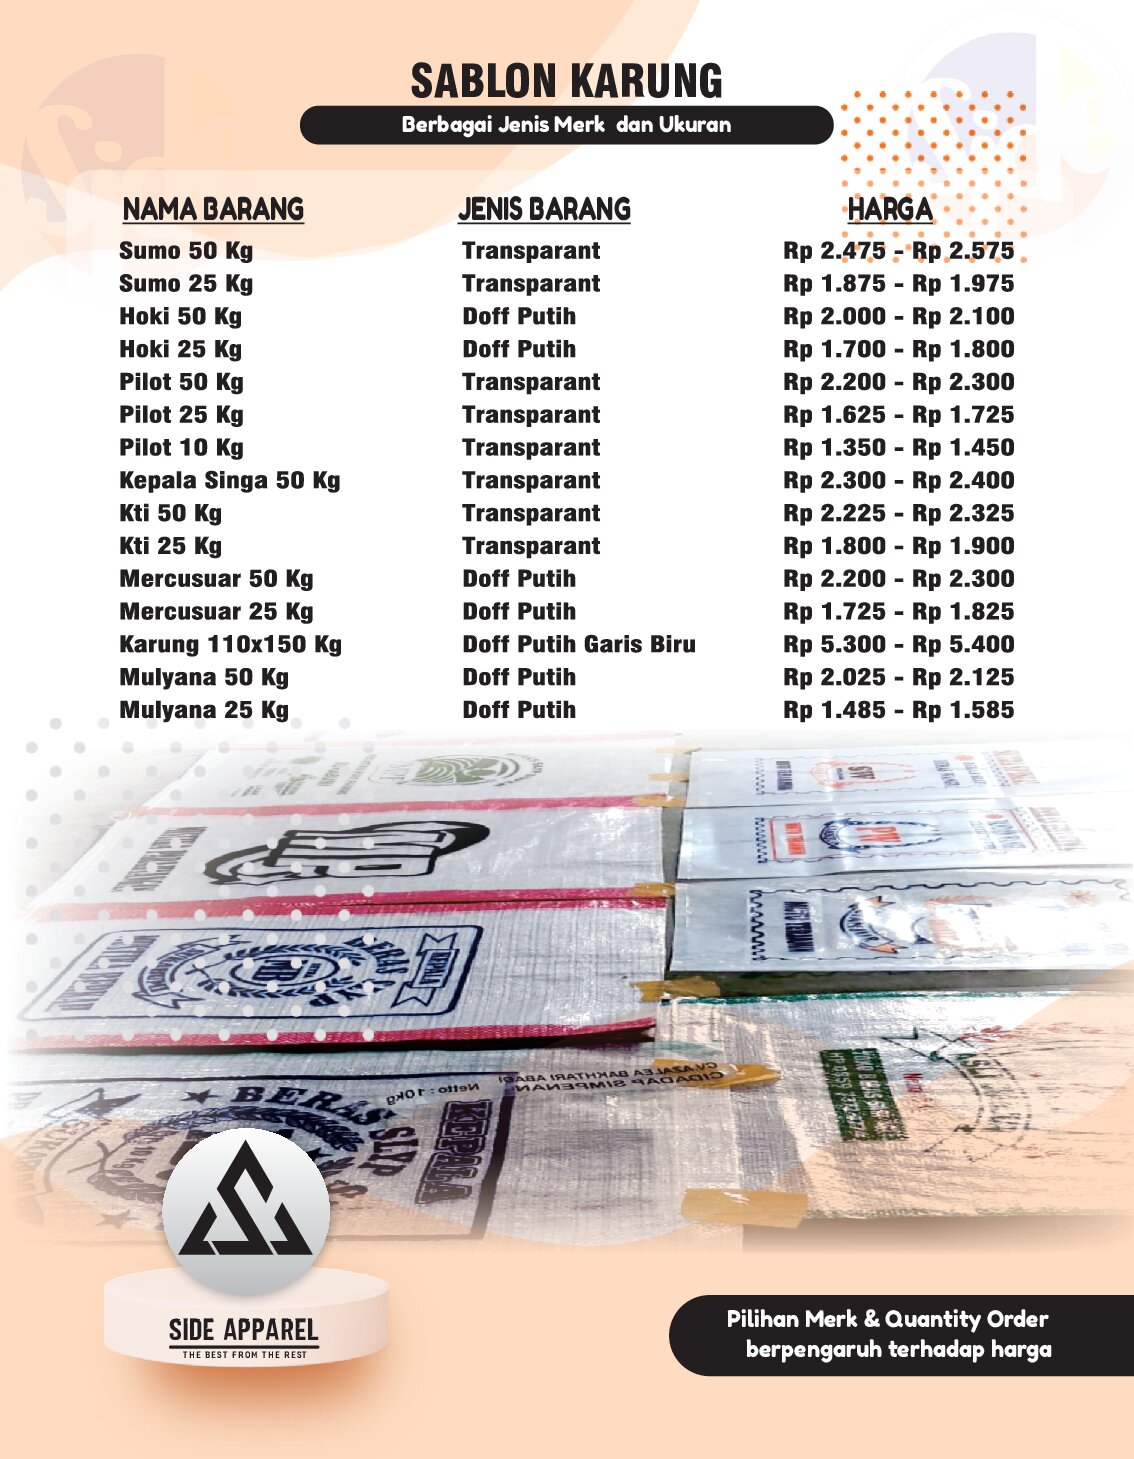 SABLON KARUNG
Berbagai Jenis Merk dan Ukuran
NAMA BARANG JENIS BARANG HARGA
Sumo 50 Kg Transparant Rp 2.475 - Rp 2.575
Sumo 25 Kg Transparant Rp 1.875 - Rp 1.975
Hoki 50 Kg Doff Putih Rp 2.000 - Rp 2.100
Hoki 25 Kg Doff Putih Rp 1.700 - Rp 1.800
Pilot 50 Kg Transparant Rp 2.200 - Rp 2.300
Pilot 25 Kg Transparant Rp 1.625 - Rp 1.725
Pilot 10 Kg Transparant Rp 1.350 - Rp 1.450
Kepala Singa 50 Kg Transparant Rp 2.300 - Rp 2.400
Kti 50 Kg Transparant Rp 2.225 - Rp 2.325
Kti 25 Kg Transparant Rp 1.800 - Rp 1.900
Mercusuar 50 Kg Doff Putih Rp 2.200 - Rp 2.300
Mercusuar 25 Kg Doff Putih Rp 1.725 - Rp 1.825
Karung 110x150 Kg Doff Putih Garis Biru Rp 5.300 - Rp 5.400
Mulyana 50 Kg Doff Putih Rp 2.025 - Rp 2.125
Mulyana 25 Kg Doff Putih Rp 1.485 - Rp 1.585
BERAS SLYP
KEPALA
Netto : 10kg
CV.AZALEA BAKHTARI ABADI
CIDADAP SIMPENAN
SIDE APPAREL
THE BEST FROM THE REST
Pilihan Merk & Quantity Order
berpengaruh terhadap harga